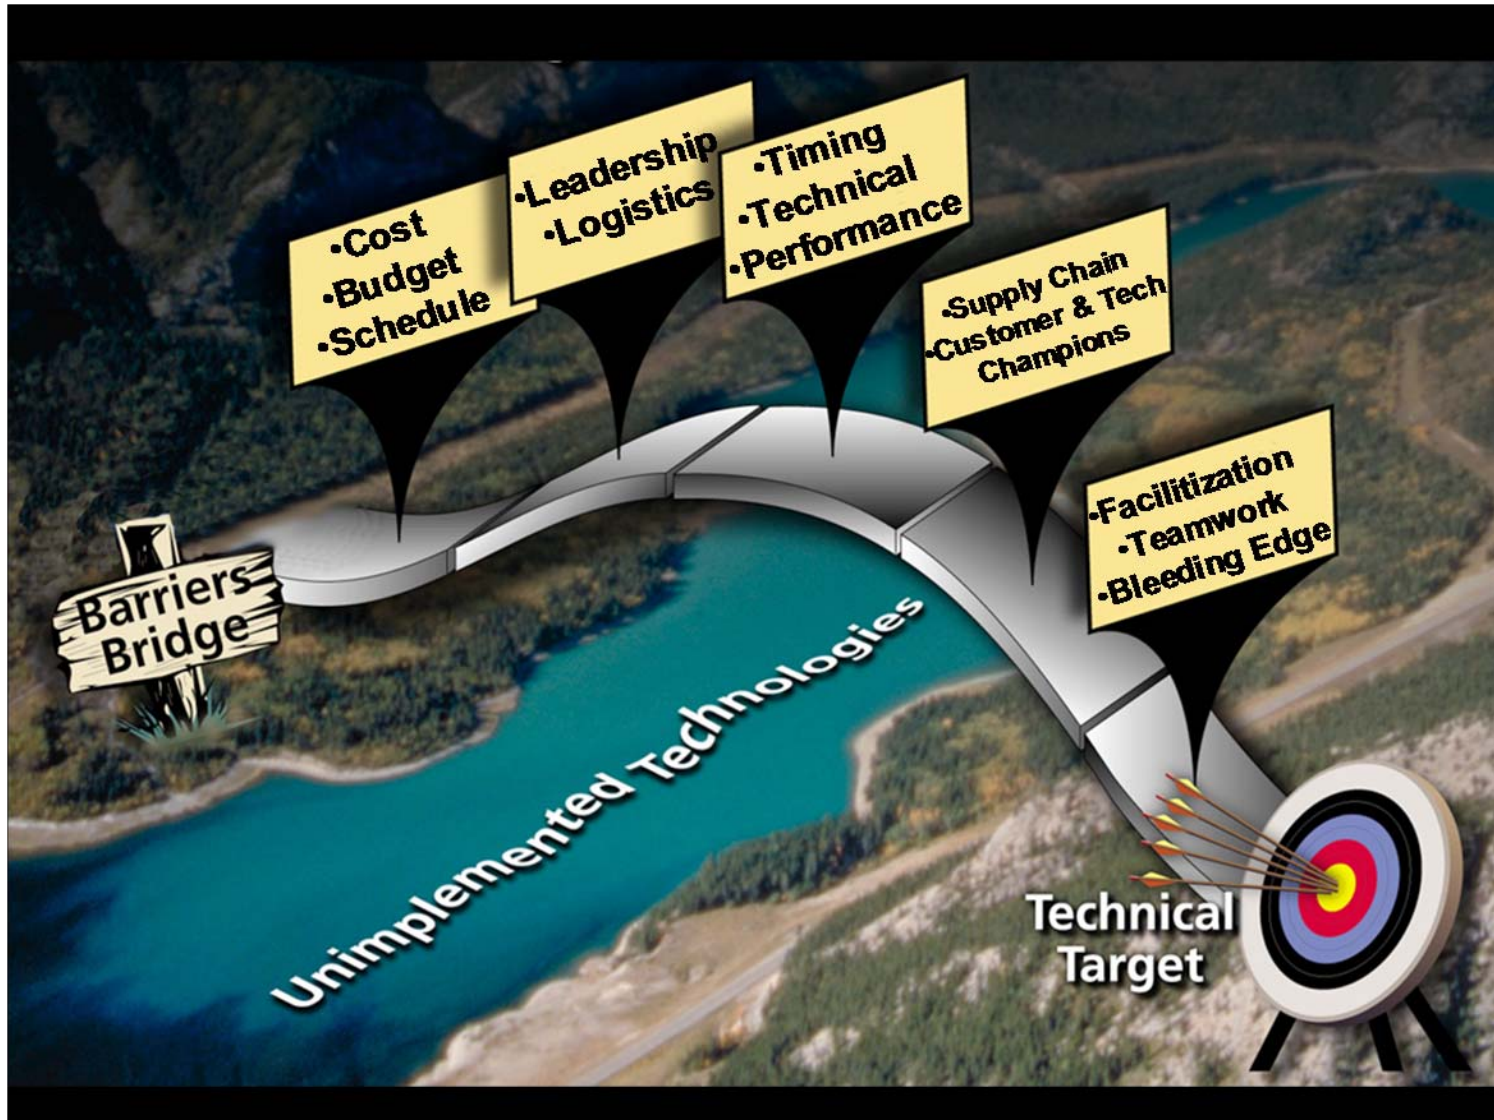 •Cost
•Budget
•Schedule
•Leadership
•Logistics
•Timing
•Technical
•Performance
•Supply Chain
•Customer & Tech
Champions
•Facilitization
•Teamwork
•Bleeding Edge
Barriers
Bridge
Unimplemented Technologies
Technical
Target